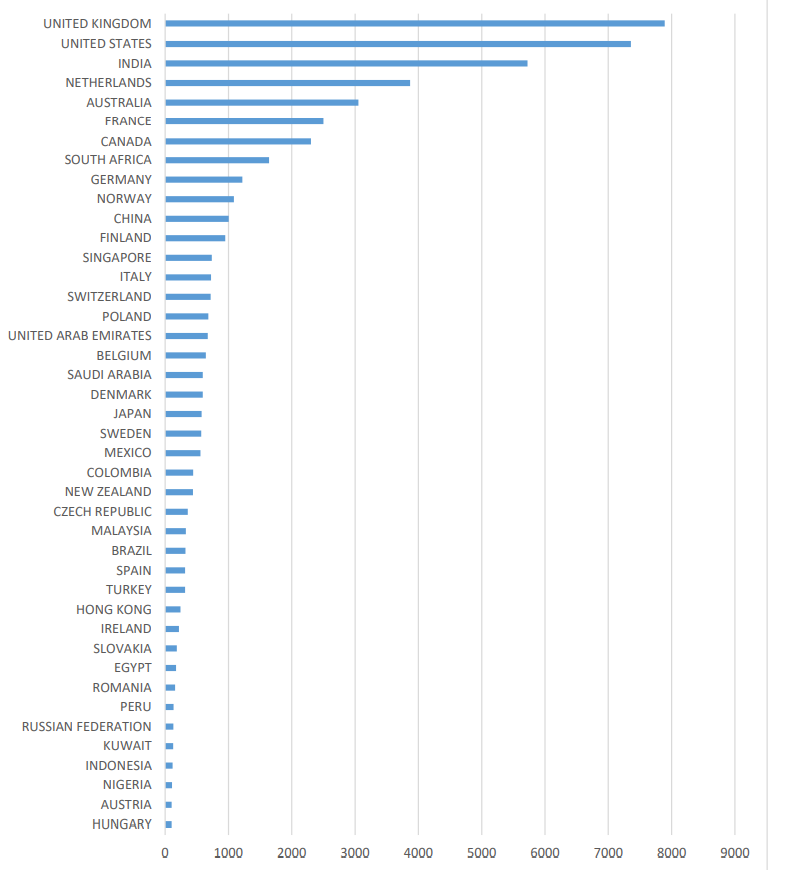 UNITED KINGDOM
UNITED STATES
INDIA
NETHERLANDS
AUSTRALIA
FRANCE
CANADA
SOUTH AFRICA
GERMANY
NORWAY
CHINA
FINLAND
SINGAPORE
ITALY
SWITZERLAND
POLAND
UNITED ARAB EMIRATES
BELGIUM
SAUDI ARABIA
DENMARK
JAPAN
SWEDEN
MEXICO
COLOMBIA
NEW ZEALAND
CZECH REPUBLIC
MALAYSIA
BRAZIL
SPAIN
TURKEY
HONG KONG
IRELAND
SLOVAKIA
EGYPT
ROMANIA
PERU
RUSSIAN FEDERATION
KUWAIT
INDONESIA
NIGERIA
AUSTRIA
HUNGARY
0 1000 2000 3000 4000 5000 6000 7000 8000 9000